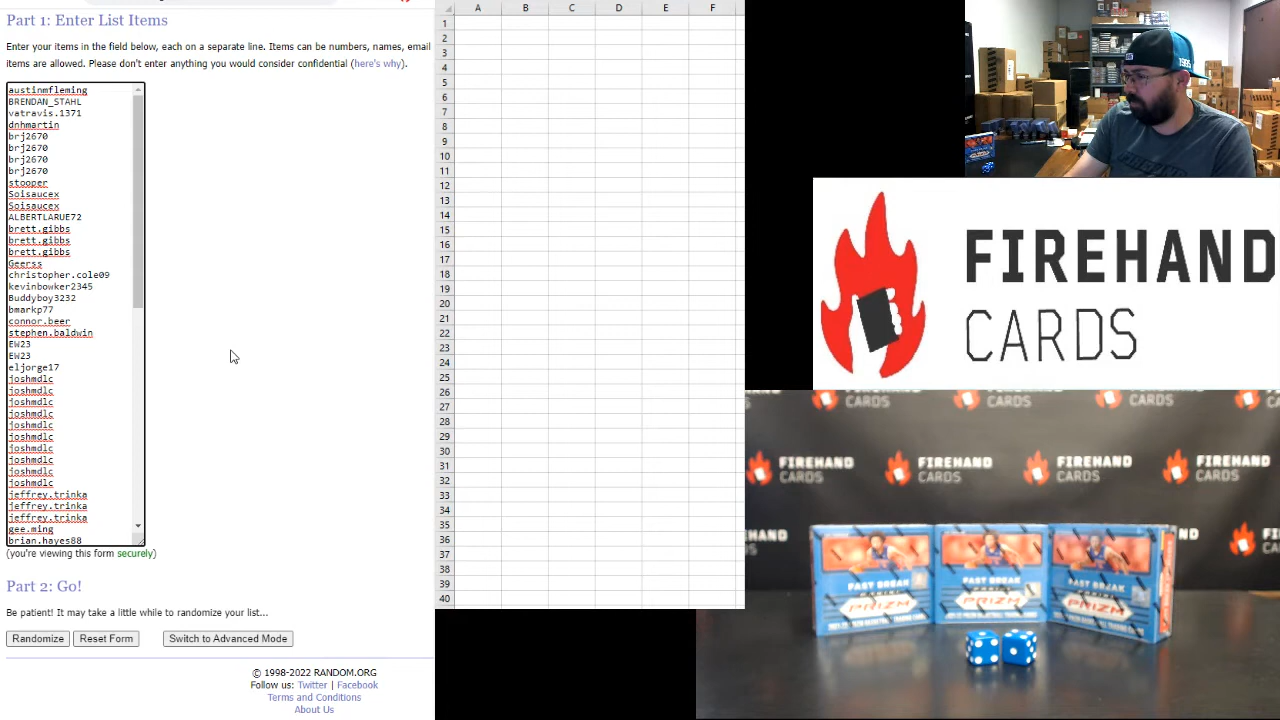 Part 1: Enter List Items
Enter your items in the field below, each on a separate line. Items can be numbers, names, email
items are allowed. Please don't enter anything you would consider confidential (here's why).
austinmfleming
BRENDAN_STAHL
vatravis.1371
dnhmartin
brj2670
brj2670
brj2670
brj2670
stooper
Soisaucex
Soisaucex
ALBERTLARUE72
brett.gibbs
brett.gibbs
brett.gibbs
Geerss
christopher.cole09
kevinbowker2345
Buddyboy3232
bmarkp77
connor.beer
stephen.baldwin
EW23
EW23
eljorge17
joshmdlc
joshmdlc
joshmdlc
joshmdlc
joshmdlc
joshmdlc
joshmdlc
joshmdlc
joshmdlc
joshmdlc
jeffrey.trinka
jeffrey.trinka
jeffrey.trinka
gee.ming
brian.hayes88
(you're viewing this form securely)
Part 2: Go!
Be patient! It may take a little while to randomize your list...
Randomize Reset Form Switch to Advanced Mode
© 1998-2022 RANDOM.ORG
Follow us: Twitter | Facebook
Terms and Conditions
About Us
A B C D E F
1
2
3
4
5
6
7
8
9
10
11
12
13
14
15
16
17
18
19
20
21
22
23
24
25
26
27
28
29
30
31
32
33
34
35
36
37
38
39
40
FIREHAND
CARDS
CARDS CARDS CARDS
FIREHAND CARDS FIREHAND CARDS FIREHAND CARDS FIREHAND CARDS
FAST BREAK FAST BREAK FAST BREAK
PRIZM PRIZM PRIZM